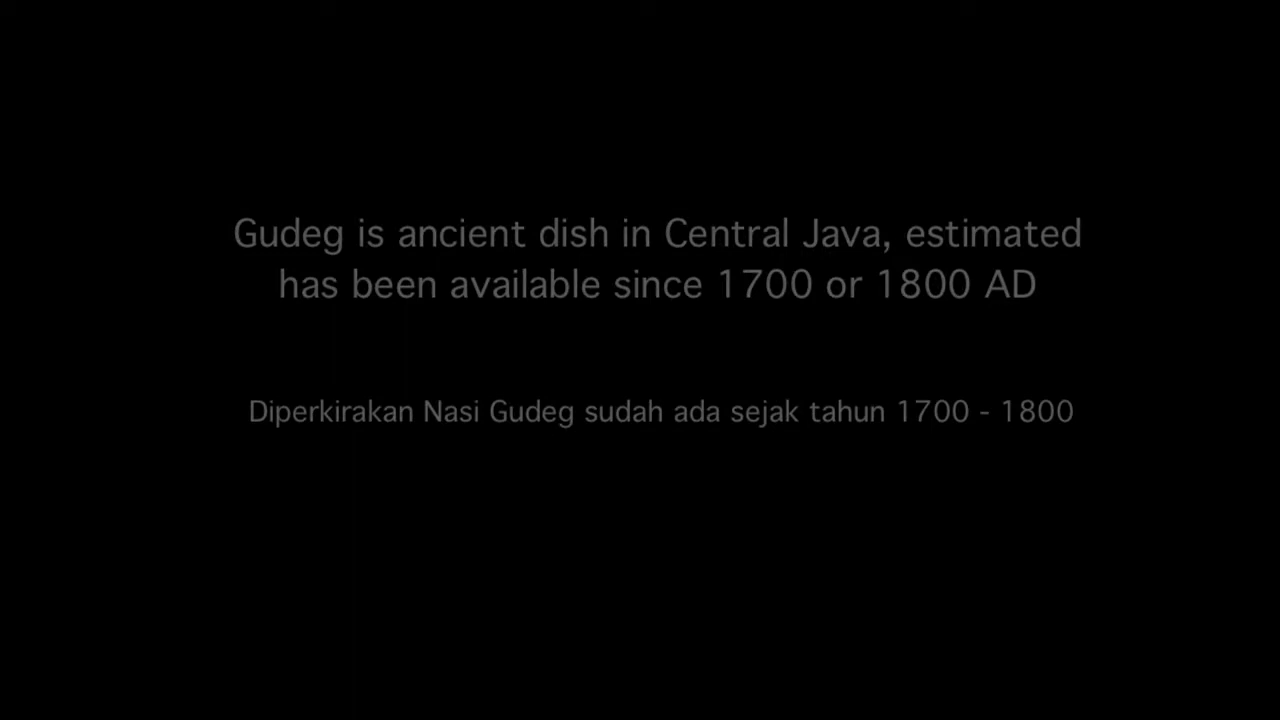 Gudeg is ancient dish in Central Java, estimated
has been available since 1700 or 1800 AD
Diperkirakan Nasi Gudeg sudah ada sejak tahun 1700 - 1800